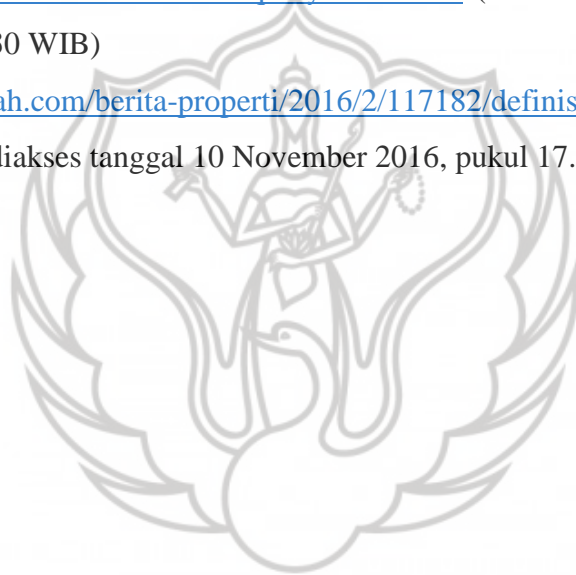 30 WIB)
ah.com/berita-properti/2016/2/117182/definis
diakses tanggal 10 November 2016, pukul 17.